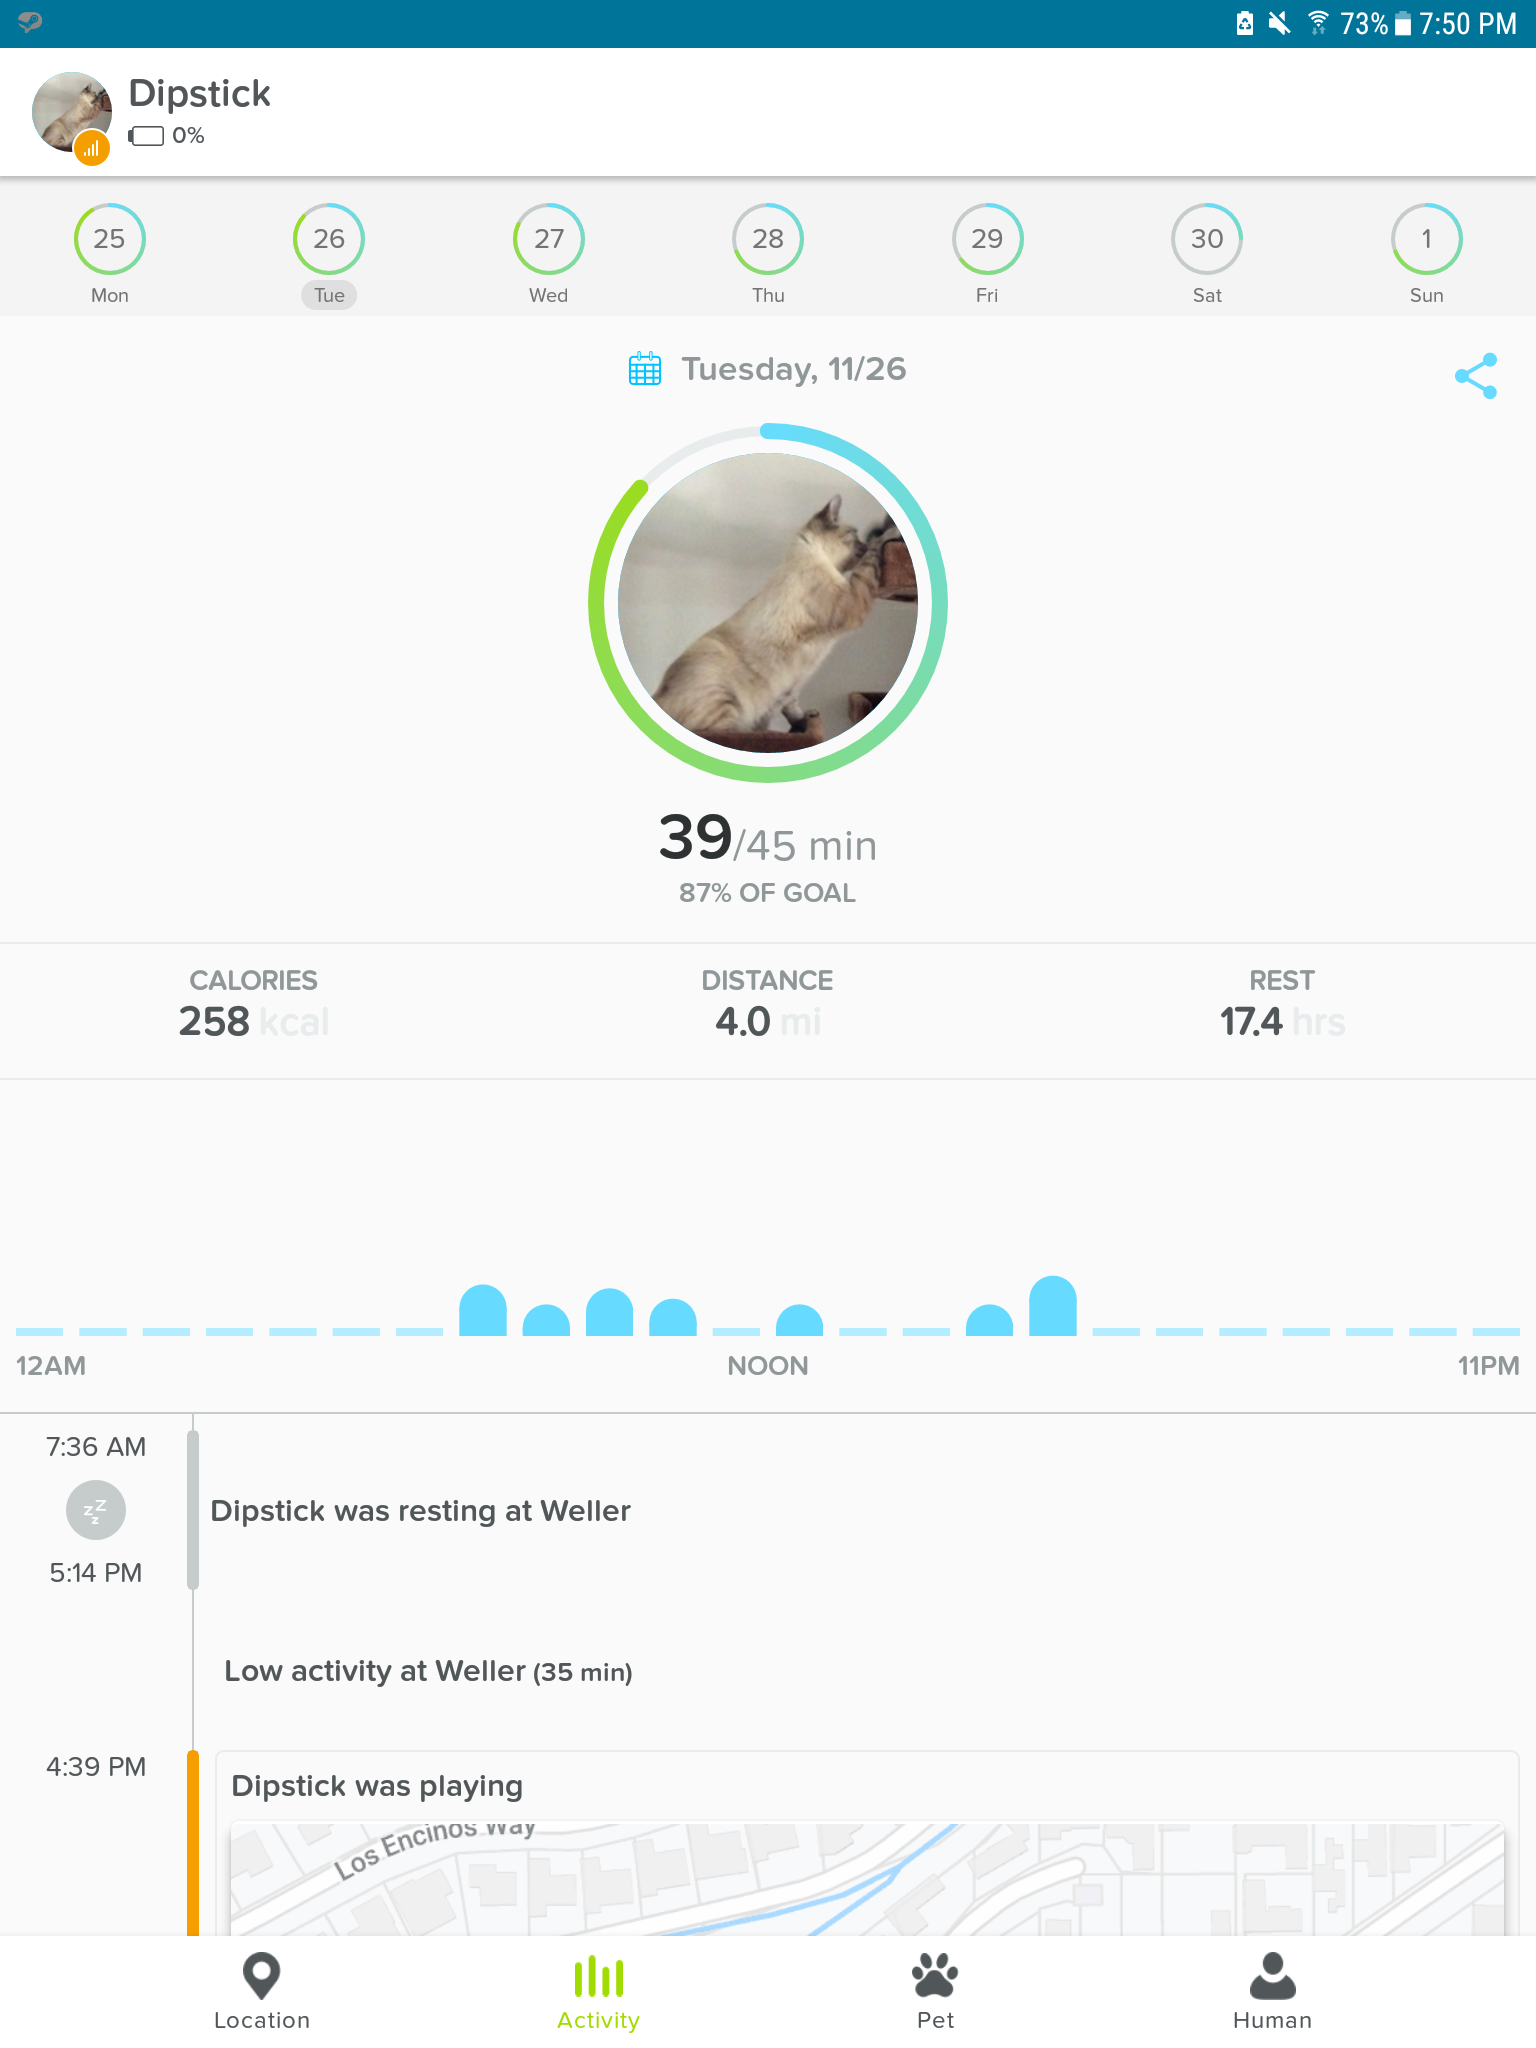 73% 7:50 PM
Dipstick
0%
25 26 27 28 29 30 1
Mon Tue Wed Thu Fri Sat Sun
Tuesday, 11/26
39/45 min
87% OF GOAL
CALORIES DISTANCE REST
258 kcal 4.0 mi 17.4 hrs
12AM NOON 11PM
7:36 AM
zzz
Dipstick was resting at Weller
5:14 PM
Low activity at Weller (35 min)
4:39 PM
Dipstick was playing
Los Encinos Way
Location Activity Pet Human